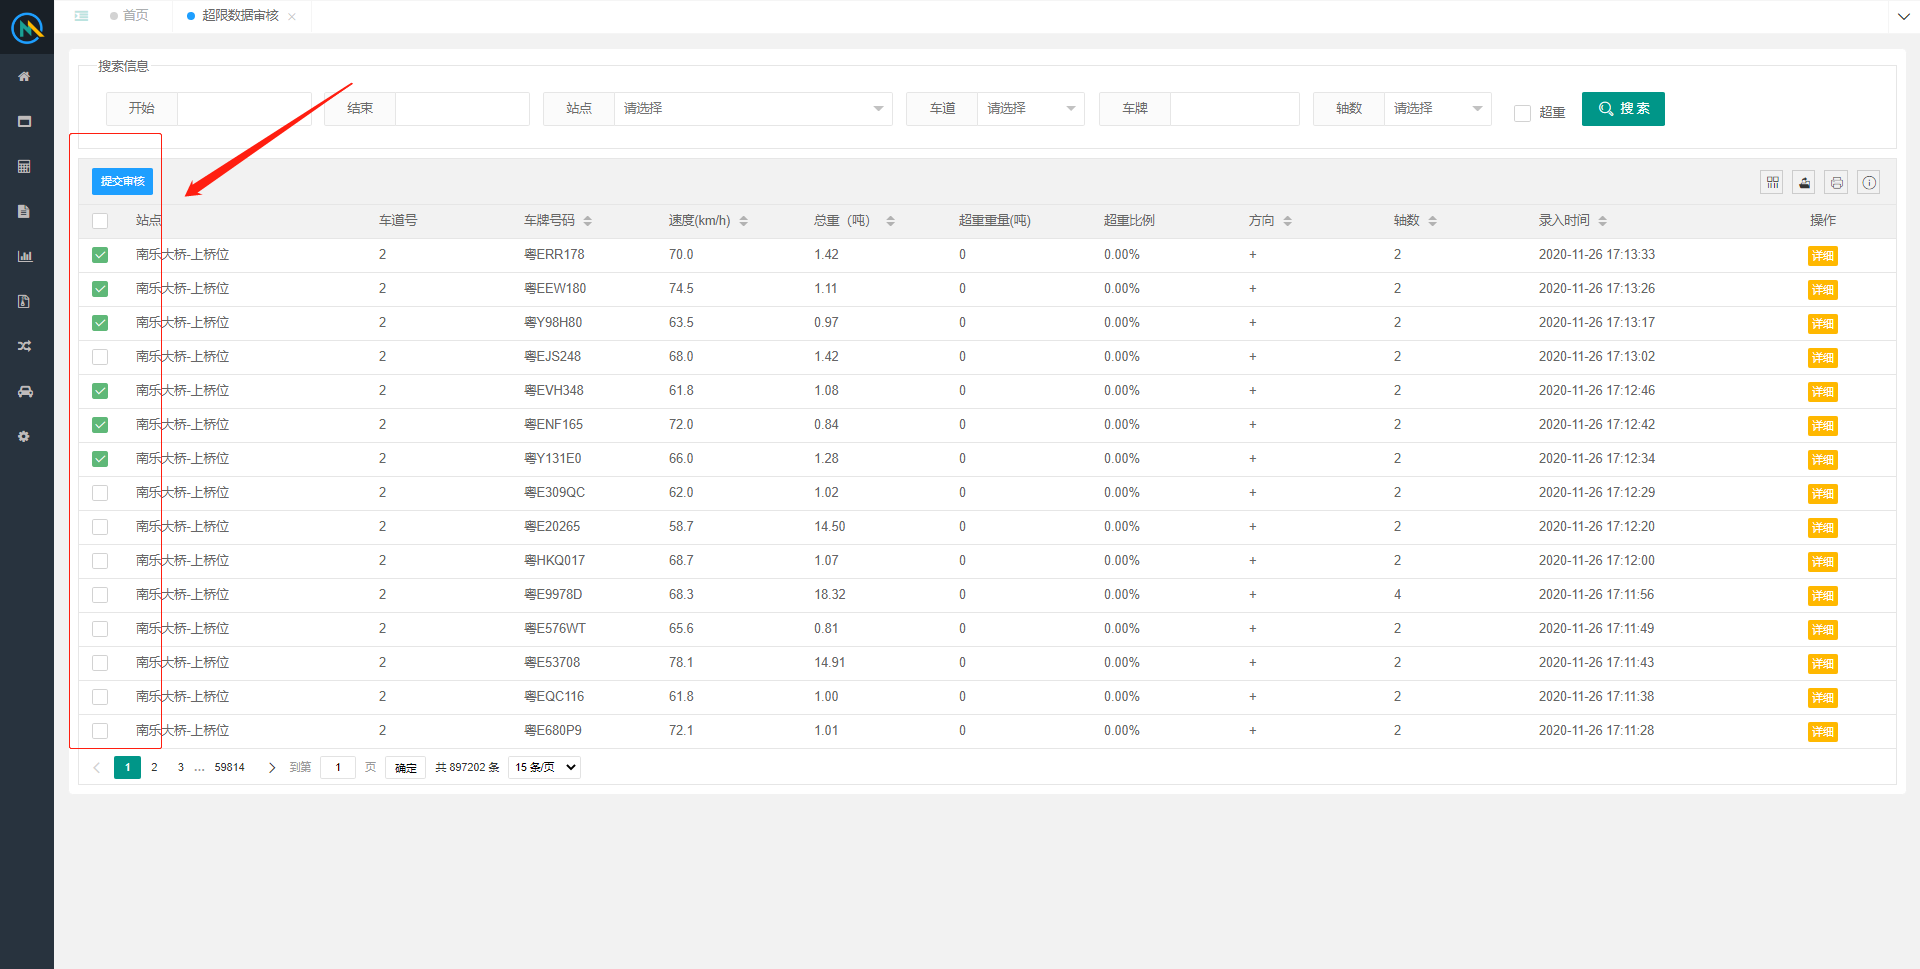 首页 超限数据审核
搜索信息
开始 结束 站点 请选择 车道 请选择 车牌 轴数 请选择 超重 搜索
提交审核
站点 车道号 车牌号码 速度(km/h) 总重（吨） 超重重量(吨) 超重比例 方向 轴数 录入时间 操作
南乐大桥-上桥位 2 粤ERR178 70.0 1.42 0 0.00% + 2 2020-11-26 17:13:33 详细
南乐大桥-上桥位 2 粤EEW180 74.5 1.11 0 0.00% + 2 2020-11-26 17:13:26 详细
南乐大桥-上桥位 2 粤Y98H80 63.5 0.97 0 0.00% + 2 2020-11-26 17:13:17 详细
南乐大桥-上桥位 2 粤EJS248 68.0 1.42 0 0.00% + 2 2020-11-26 17:13:02 详细
南乐大桥-上桥位 2 粤EVH348 61.8 1.08 0 0.00% + 2 2020-11-26 17:12:46 详细
南乐大桥-上桥位 2 粤ENF165 72.0 0.84 0 0.00% + 2 2020-11-26 17:12:42 详细
南乐大桥-上桥位 2 粤Y131E0 66.0 1.28 0 0.00% + 2 2020-11-26 17:12:34 详细
南乐大桥-上桥位 2 粤E309QC 62.0 1.02 0 0.00% + 2 2020-11-26 17:12:29 详细
南乐大桥-上桥位 2 粤E20265 58.7 14.50 0 0.00% + 2 2020-11-26 17:12:20 详细
南乐大桥-上桥位 2 粤HKQ017 68.7 1.07 0 0.00% + 2 2020-11-26 17:12:00 详细
南乐大桥-上桥位 2 粤E9978D 68.3 18.32 0 0.00% + 4 2020-11-26 17:11:56 详细
南乐大桥-上桥位 2 粤E576WT 65.6 0.81 0 0.00% + 2 2020-11-26 17:11:49 详细
南乐大桥-上桥位 2 粤E53708 78.1 14.91 0 0.00% + 2 2020-11-26 17:11:43 详细
南乐大桥-上桥位 2 粤EQC116 61.8 1.00 0 0.00% + 2 2020-11-26 17:11:38 详细
南乐大桥-上桥位 2 粤E680P9 72.1 1.01 0 0.00% + 2 2020-11-26 17:11:28 详细
1 2 3 … 59814 到第 1 页 确定 共 897202 条 15 条/页